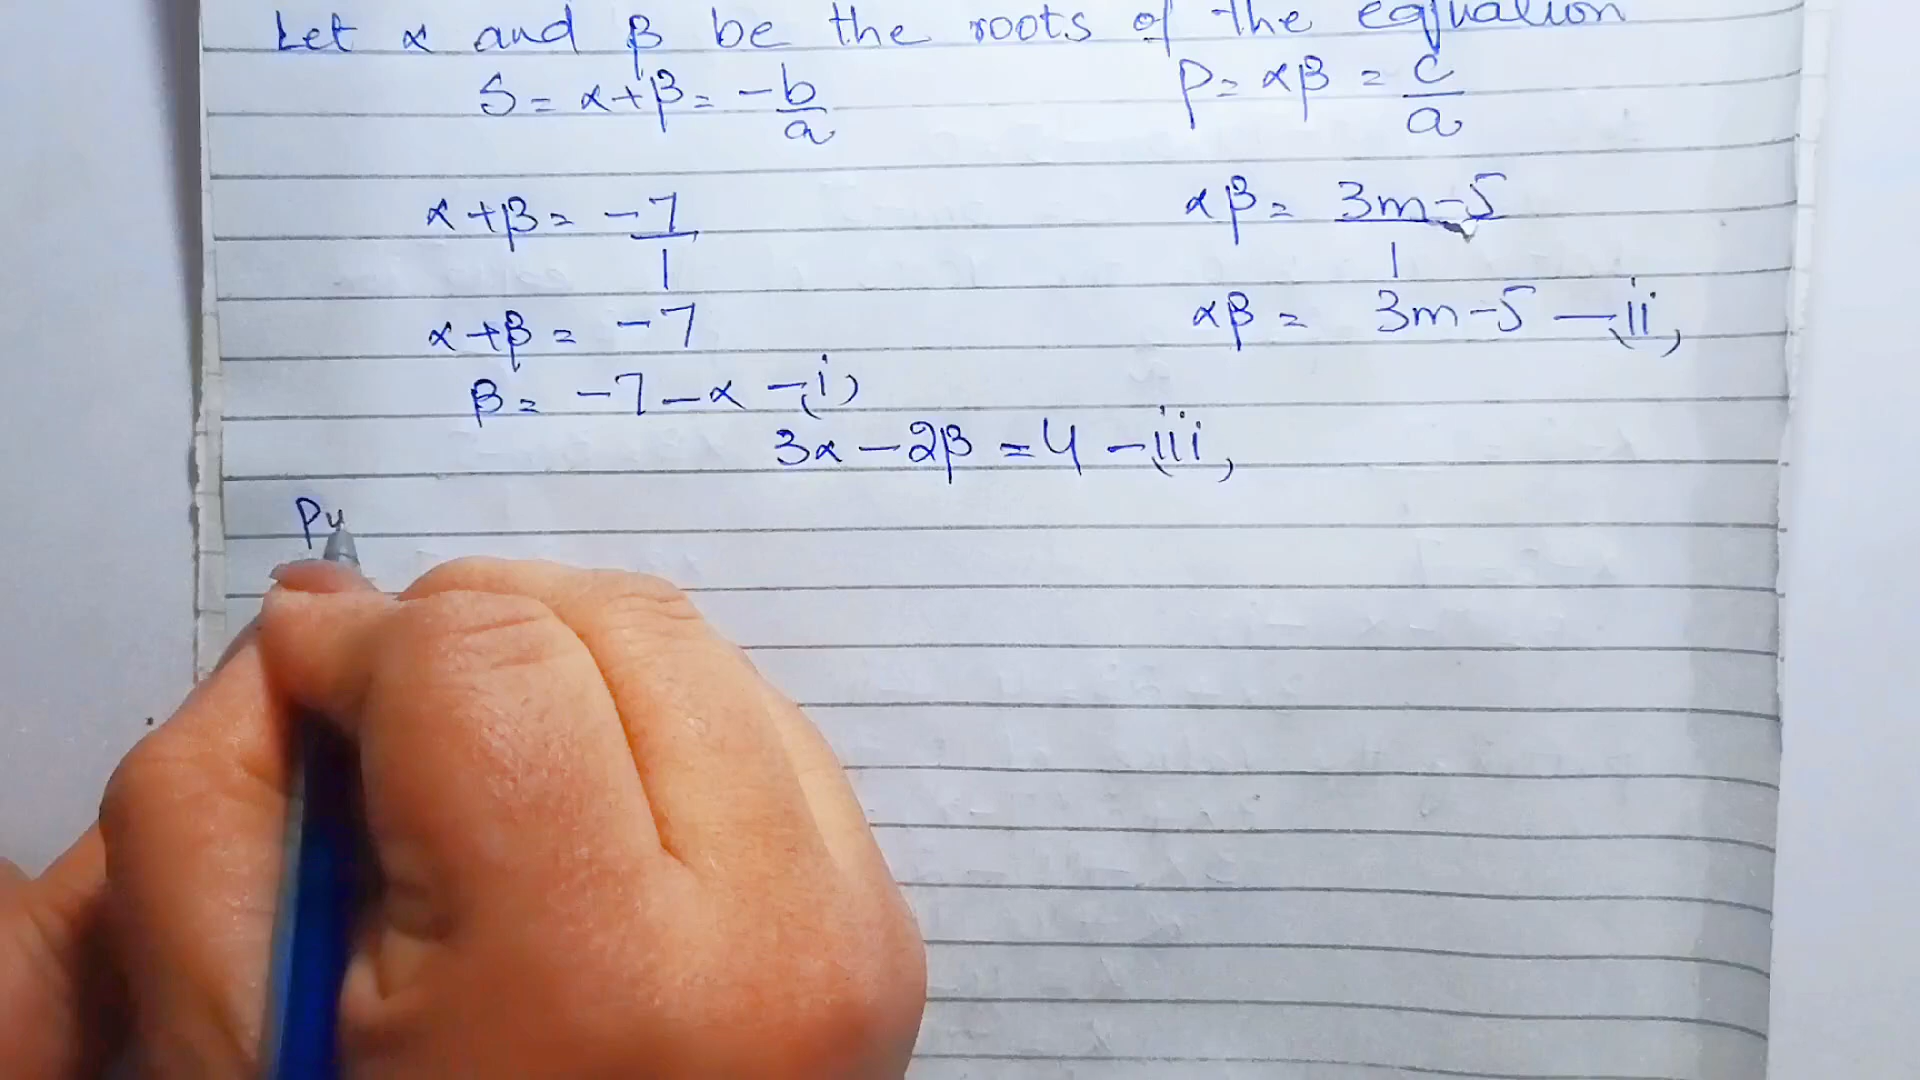 Let α and β be the roots of the equation
S = α+β = -b/a P = αβ = c/a
α+β = -7/1 αβ = 3m-5/1
α+β = -7 αβ = 3m-5 —(ii)
β = -7-α —(i)
3α-2β = 4 —(iii)
Pu